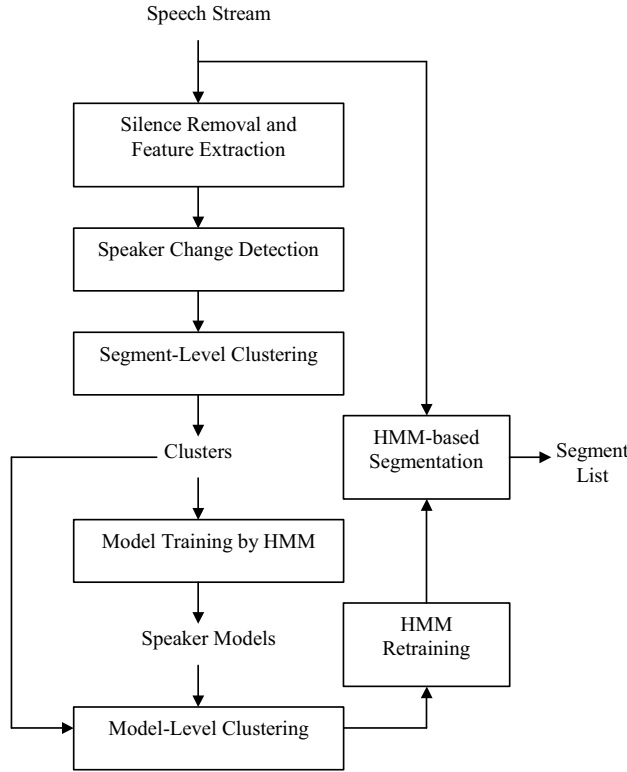 Speech Stream
Silence Removal and
Feature Extraction
Speaker Change Detection
Segment-Level Clustering
Clusters
Model Training by HMM
Speaker Models
Model-Level Clustering
HMM-based
Segmentation
Segment
List
HMM
Retraining